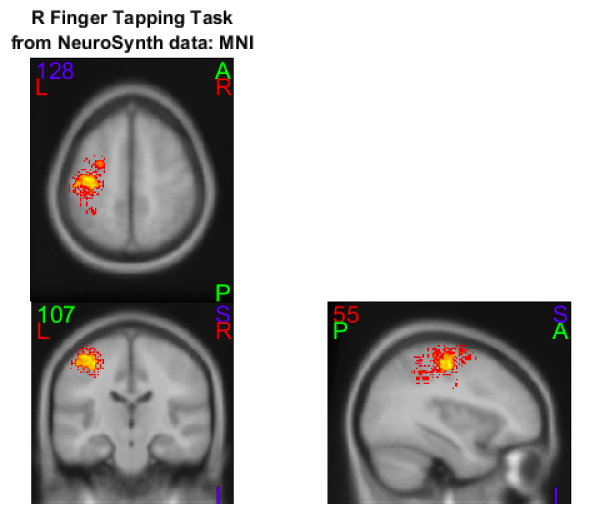 R Finger Tapping Task
from NeuroSynth data: MNI
128
A
L
R
P
107
S
L
R
I
55
S
P
A
I